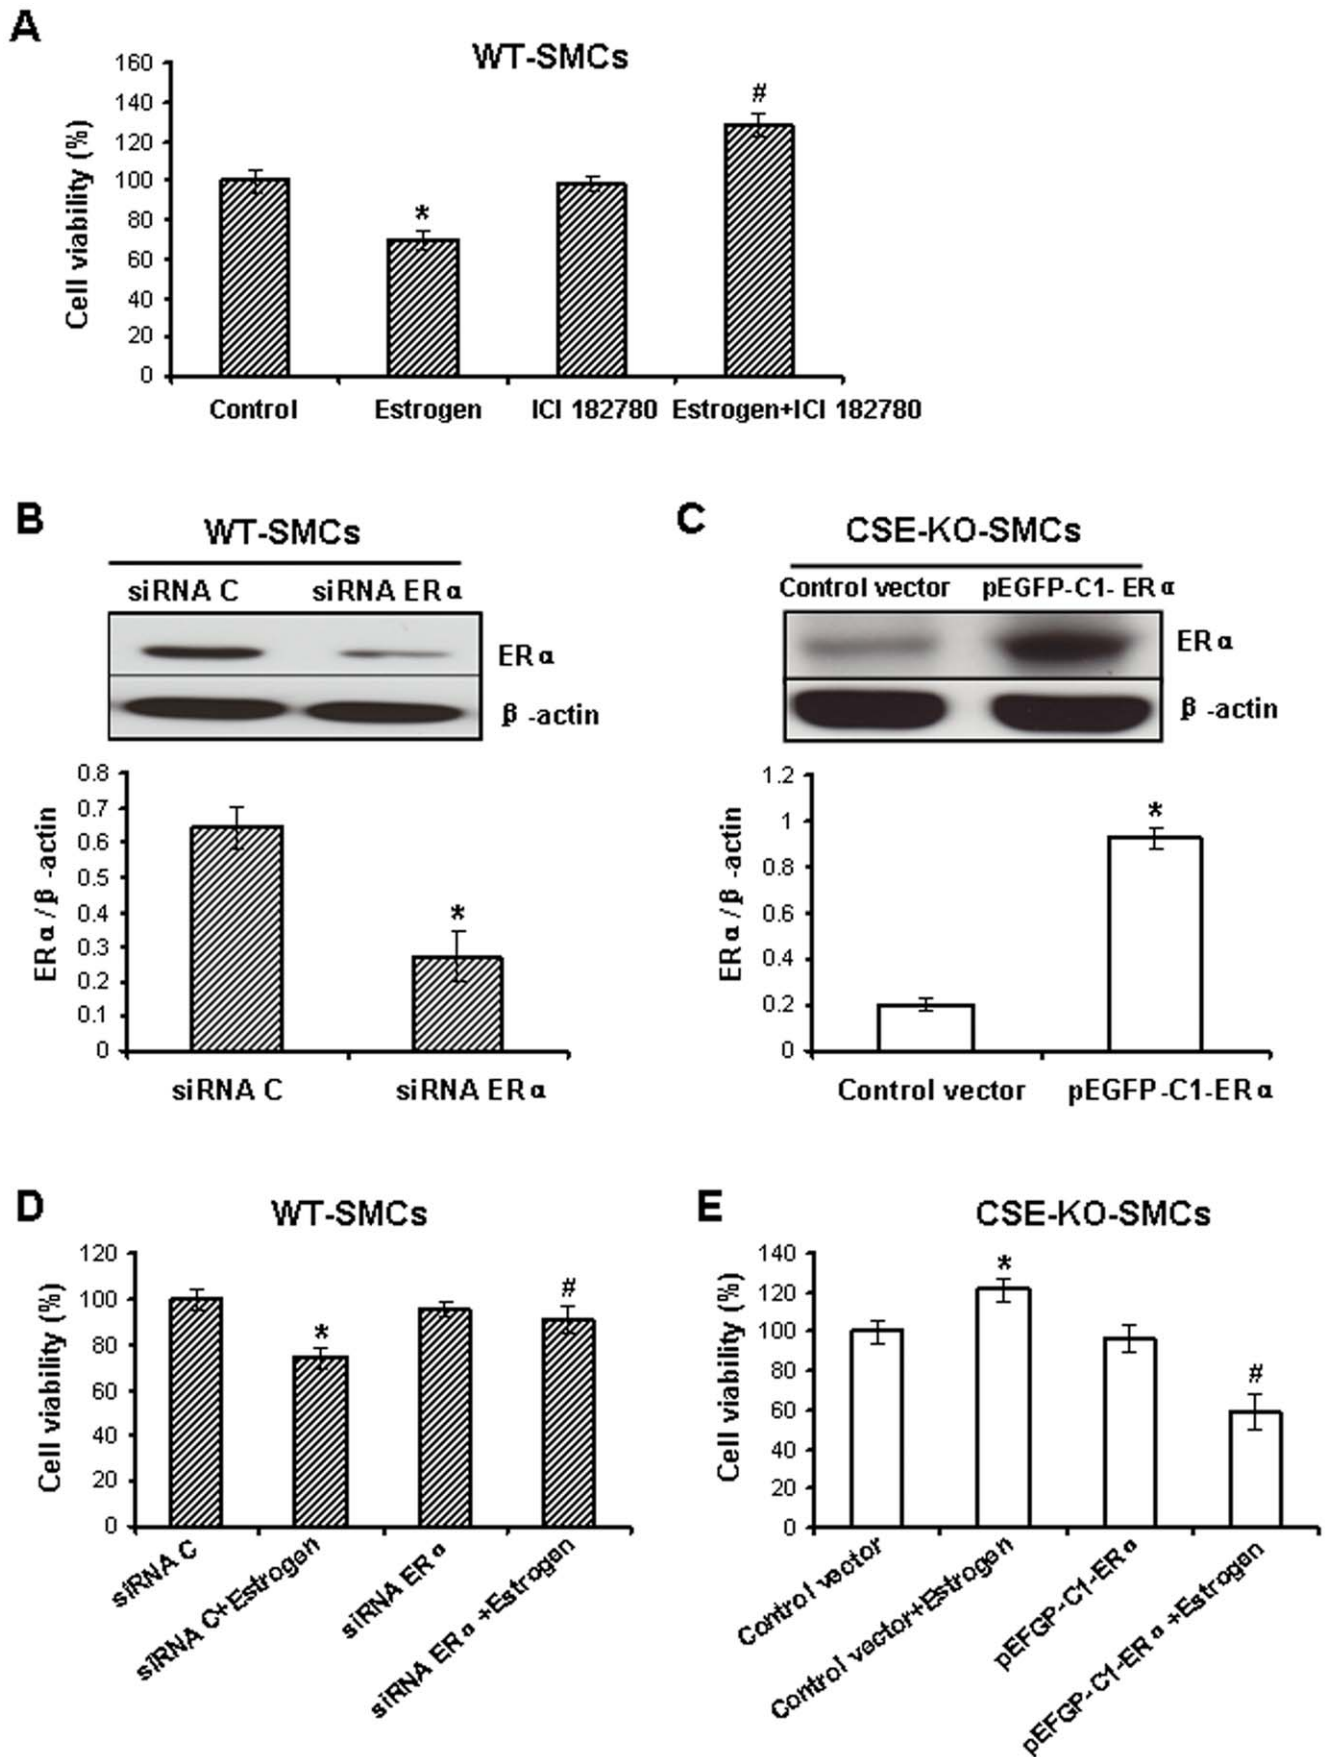 A
WT-SMCs
160
140
120
100
80
60
40
20
0
Cell viability (%)
*
#
Control Estrogen ICI 182780 Estrogen+ICI 182780
B
WT-SMCs
siRNA C siRNA ERα
ERα
β-actin
0.8
0.7
0.6
0.5
0.4
0.3
0.2
0.1
0
ERα/β-actin
*
siRNA C siRNA ERα
C
CSE-KO-SMCs
Control vector pEGFP-C1-ERα
ERα
β-actin
1.2
1
0.8
0.6
0.4
0.2
0
ERα/β-actin
*
Control vector pEGFP-C1-ERα
D
WT-SMCs
120
100
80
60
40
20
0
Cell viability (%)
*
#
siRNA C
siRNA C+Estrogen
siRNA ERα
siRNA ERα+Estrogen
E
CSE-KO-SMCs
140
120
100
80
60
40
20
0
Cell viability (%)
*
#
Control vector
Control vector+Estrogen
pEFGP-C1-ERα
pEFGP-C1-ERα+Estrogen